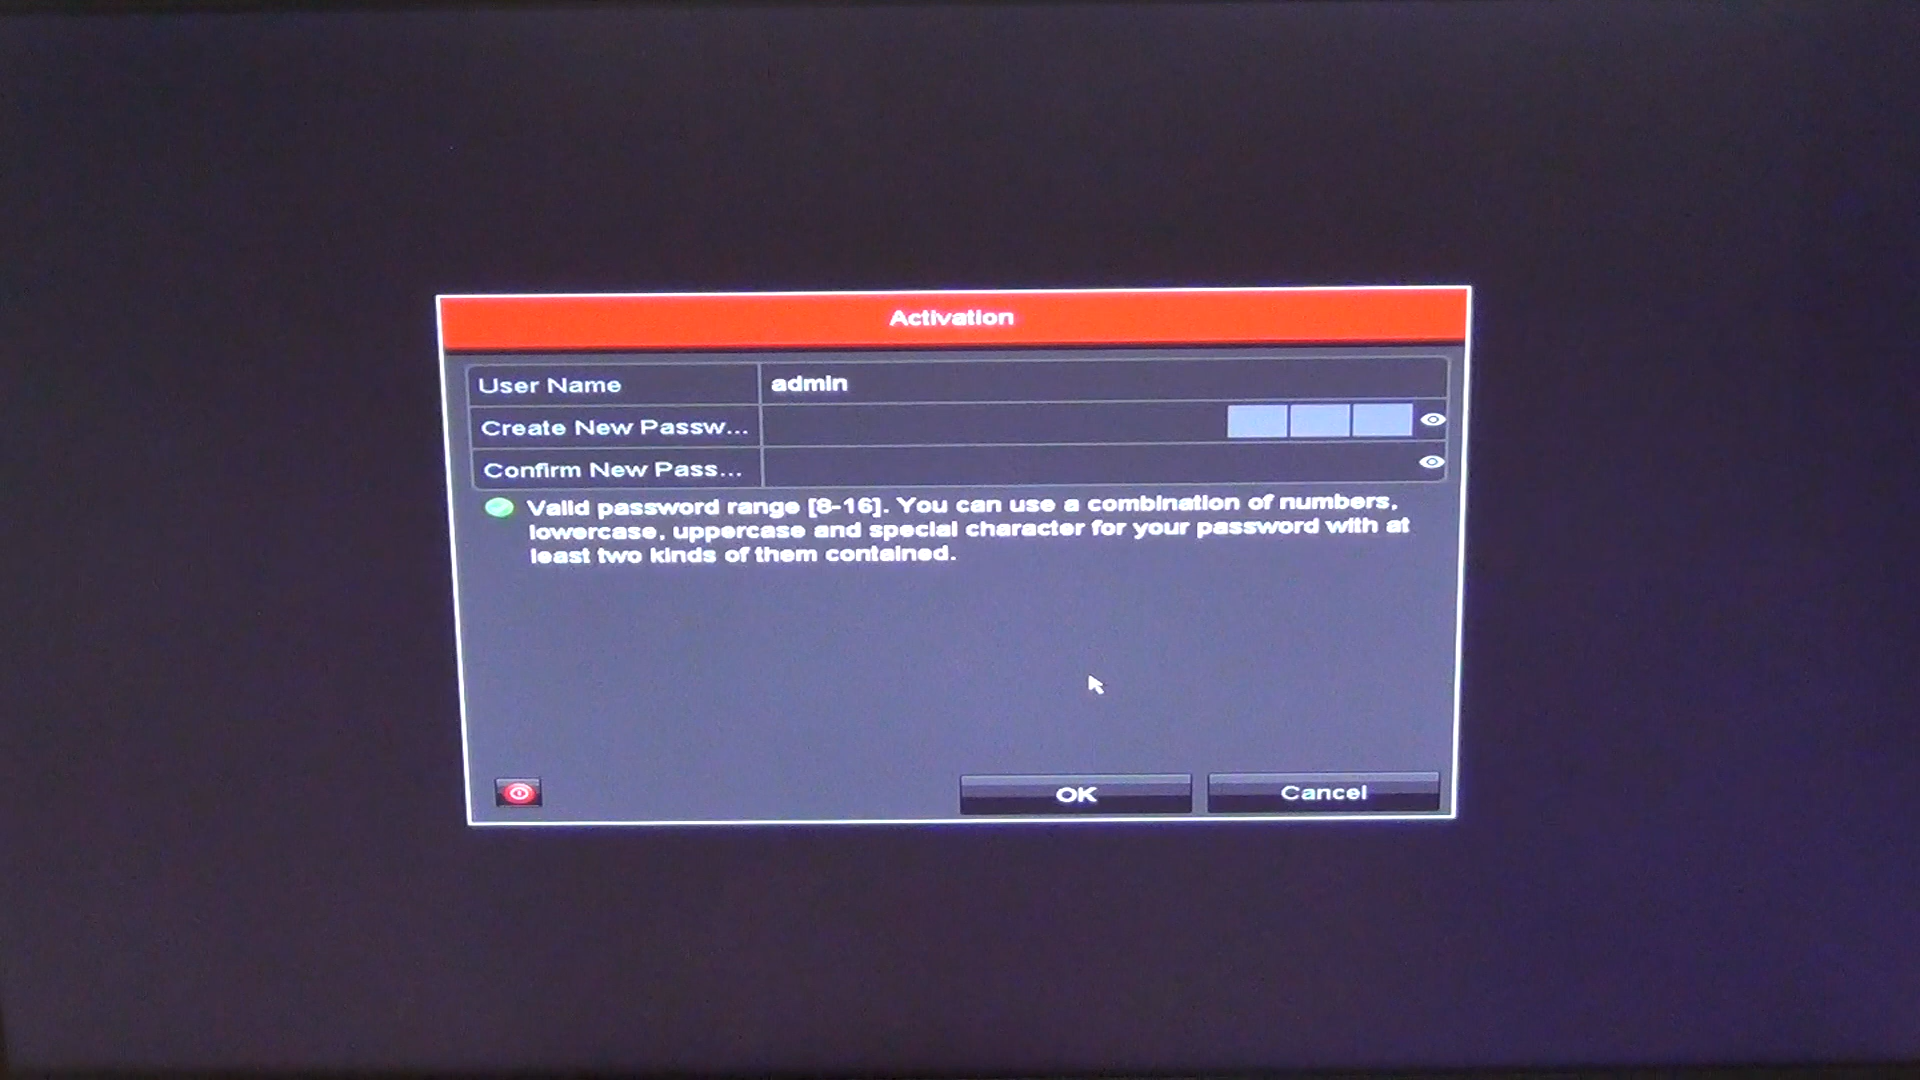 Activation
User Name admin
Create New Passw...
Confirm New Pass...
Valid password range [8-16]. You can use a combination of numbers,
lowercase, uppercase and special character for your password with at
least two kinds of them contained.
OK Cancel